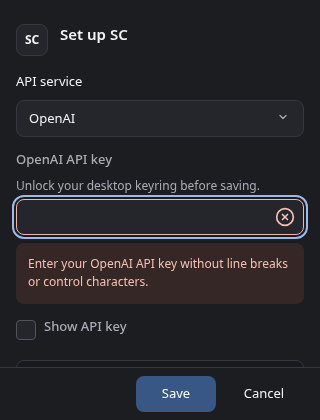 SC
Set up SC
API service
OpenAI
OpenAI API key
Unlock your desktop keyring before saving.
Enter your OpenAI API key without line breaks
or control characters.
Show API key
Save
Cancel